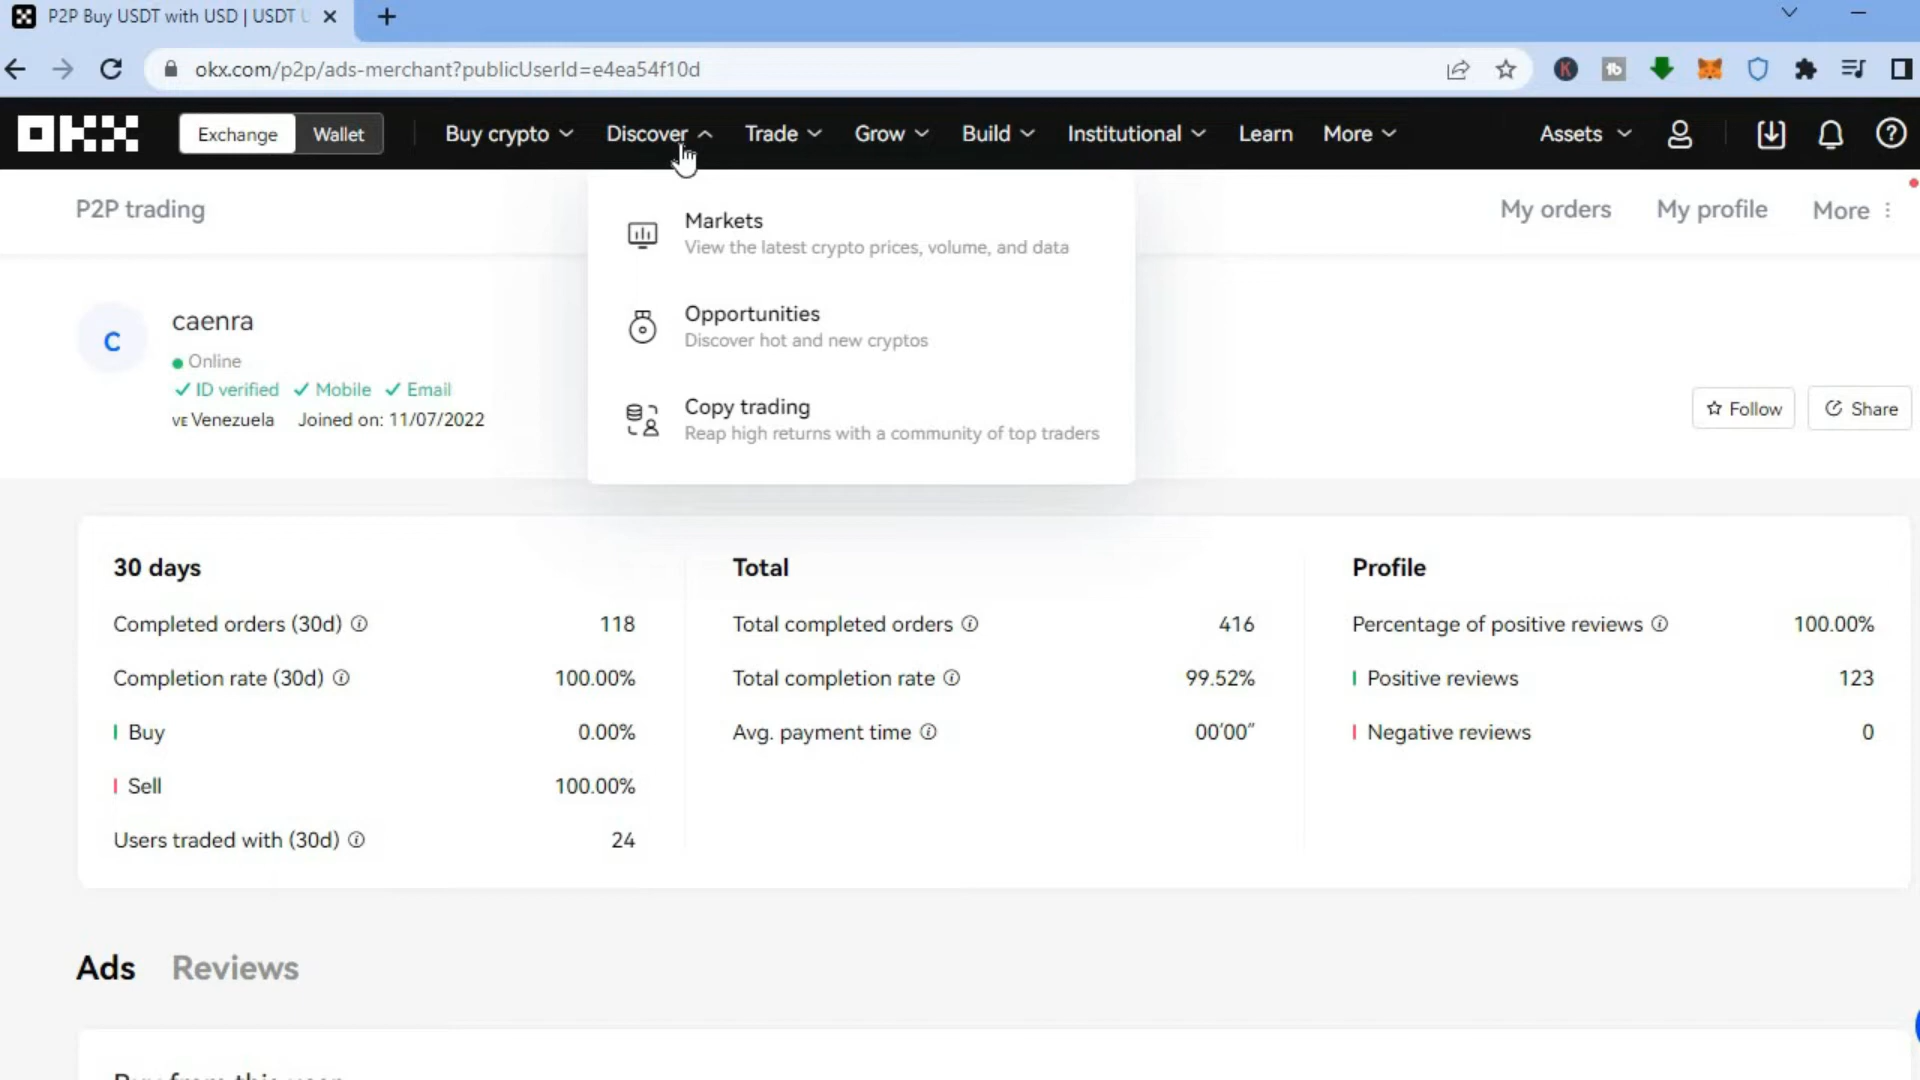 P2P Buy USDT with USD | USDT
okx.com/p2p/ads-merchant?publicUserId=e4ea54f10d
OKX
Exchange Wallet Buy crypto Discover Trade Grow Build Institutional Learn More Assets
P2P trading My orders My profile More
Markets
View the latest crypto prices, volume, and data
Opportunities
Discover hot and new cryptos
Copy trading
Reap high returns with a community of top traders
C
caenra
Online
ID verified Mobile Email
VE Venezuela Joined on: 11/07/2022
Follow Share
30 days
Completed orders (30d) 118
Completion rate (30d) 100.00%
Buy 0.00%
Sell 100.00%
Users traded with (30d) 24
Total
Total completed orders 416
Total completion rate 99.52%
Avg. payment time 00'00"
Profile
Percentage of positive reviews 100.00%
Positive reviews 123
Negative reviews 0
Ads Reviews